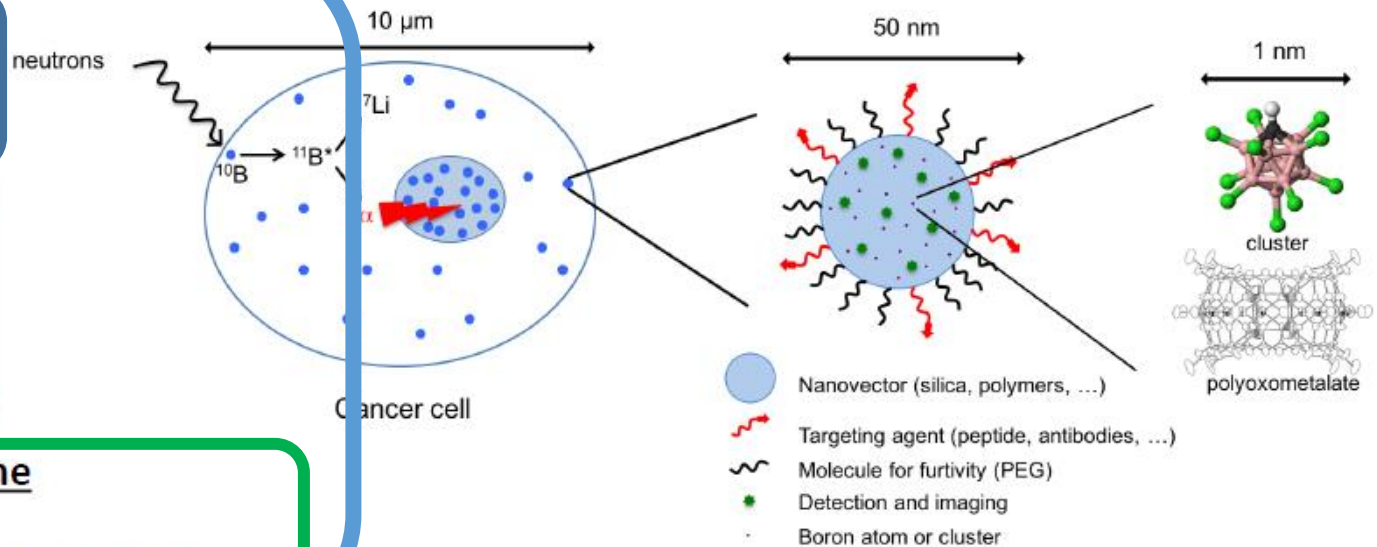 10 µm
50 nm
1 nm
neutrons
⁷Li
¹⁰B
¹¹B*
α
cluster
polyoxometalate
Cancer cell
Nanovector (silica, polymers, …)
Targeting agent (peptide, antibodies, …)
Molecule for furtivity (PEG)
Detection and imaging
Boron atom or cluster